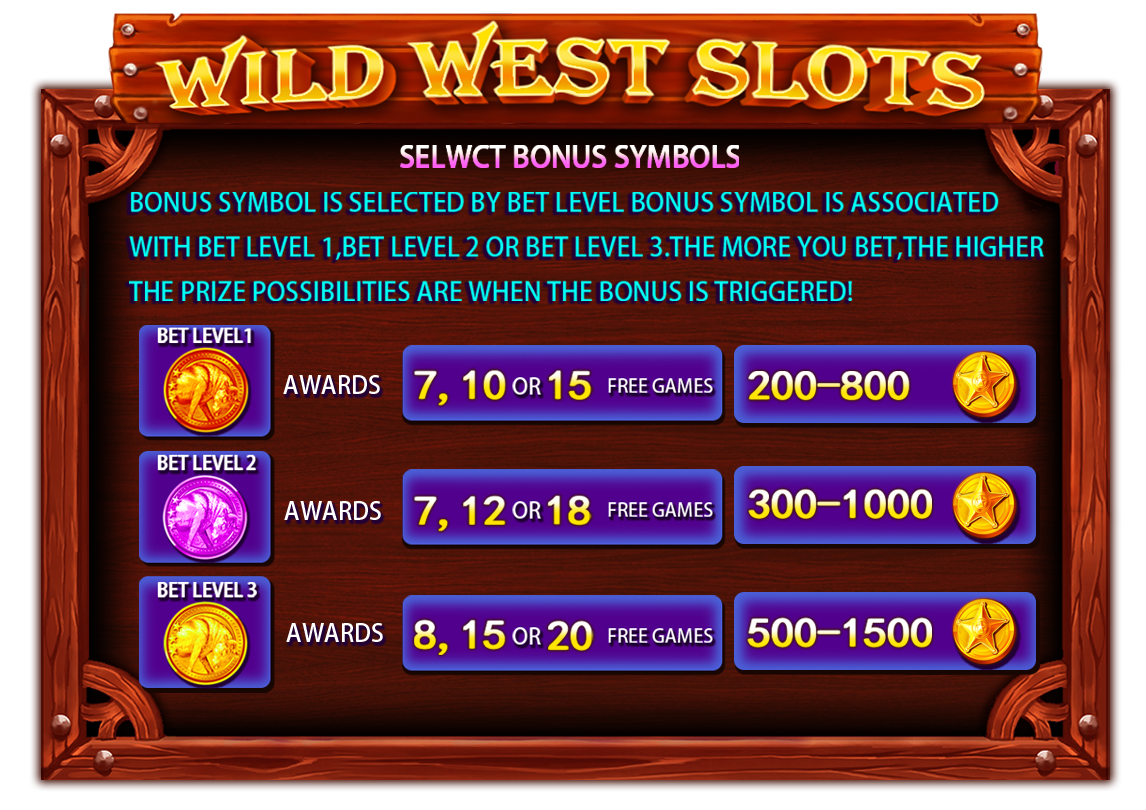 WILD WEST SLOTS
SELWCT BONUS SYMBOLS
BONUS SYMBOL IS SELECTED BY BET LEVEL BONUS SYMBOL IS ASSOCIATED
WITH BET LEVEL 1,BET LEVEL 2 OR BET LEVEL 3.THE MORE YOU BET,THE HIGHER
THE PRIZE POSSIBILITIES ARE WHEN THE BONUS IS TRIGGERED!
BET LEVEL1
AWARDS 7, 10 OR 15 FREE GAMES 200-800
BET LEVEL 2
AWARDS 7, 12 OR 18 FREE GAMES 300-1000
BET LEVEL 3
AWARDS 8, 15 OR 20 FREE GAMES 500-1500